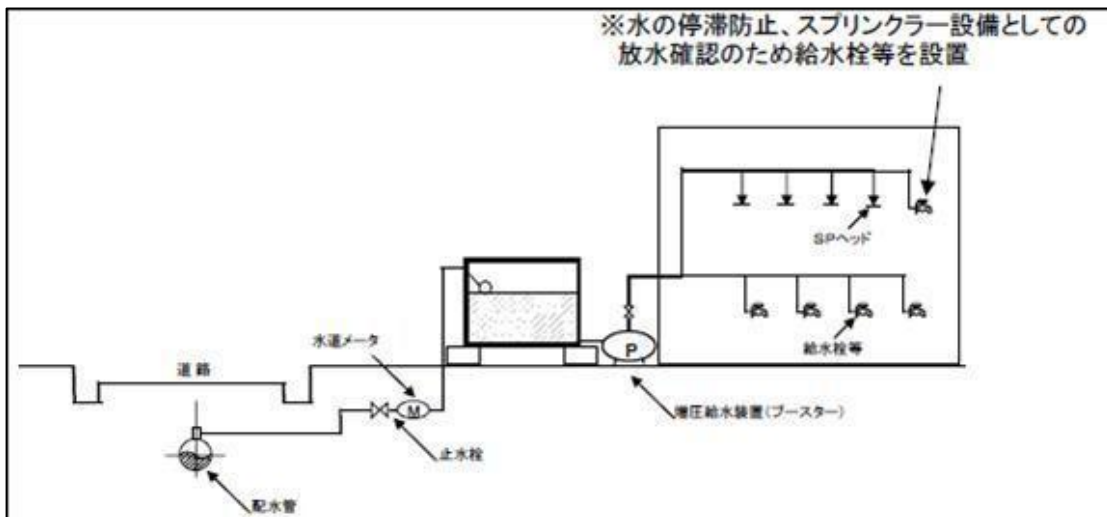 ※水の停滞防止、スプリンクラー設備としての
放水確認のため給水栓等を設置
SPヘッド
給水栓等
P
増圧給水装置(ブースター)
水道メータ
道路
M
止水栓
配水管